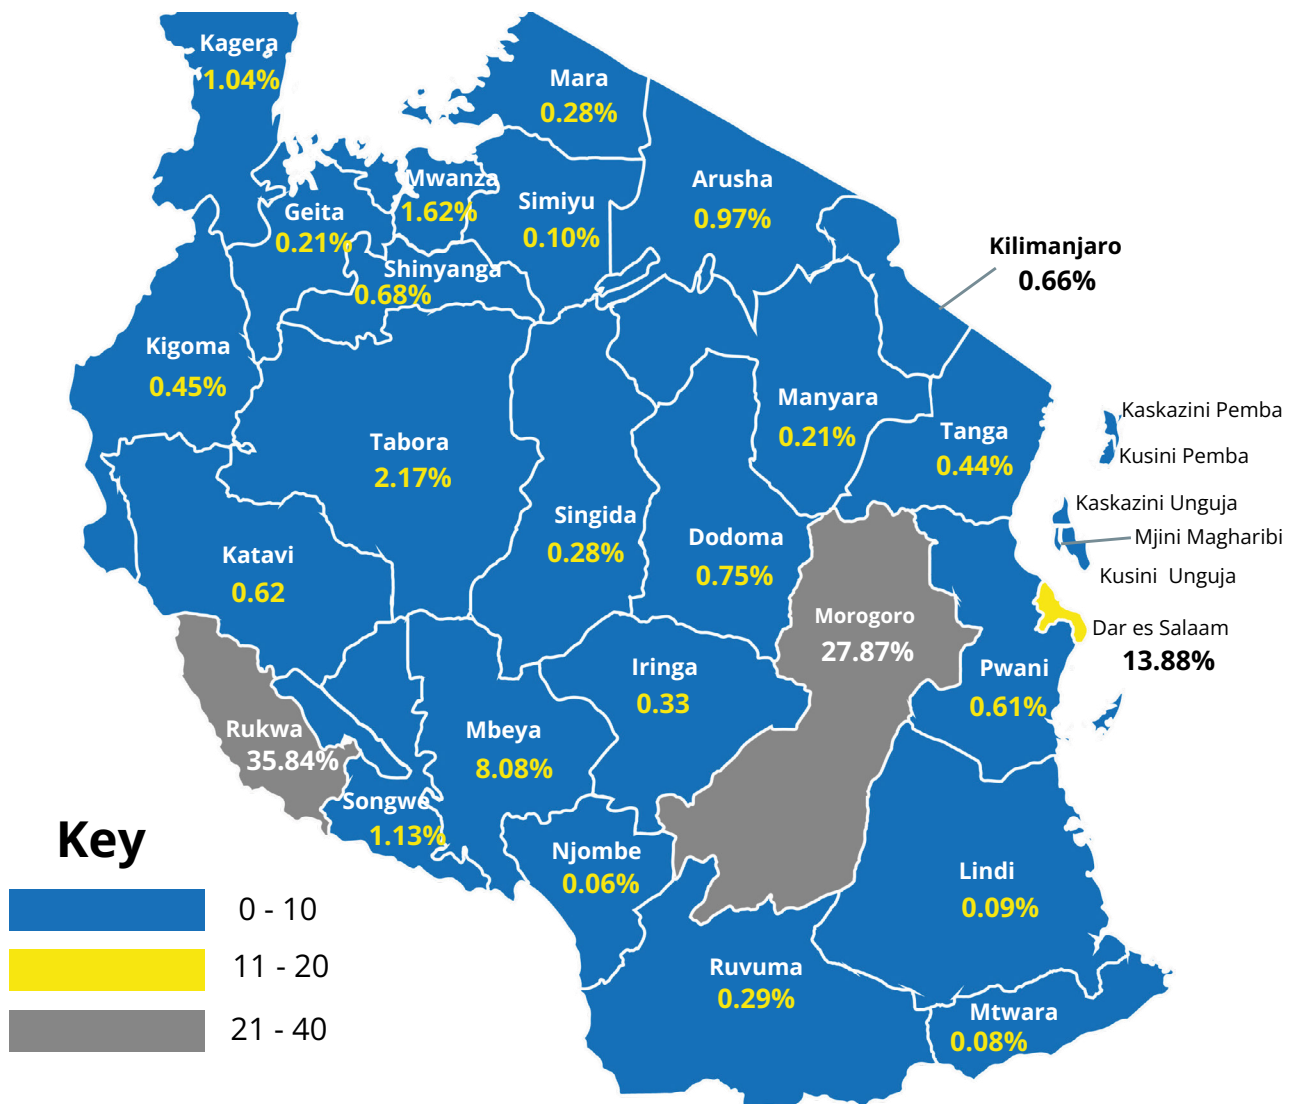 Kagera
1.04%
Mara
0.28%
Mwanza
1.62%
Simiyu
0.10%
Arusha
0.97%
Geita
0.21%
Shinyanga
0.68%
Kilimanjaro
0.66%
Kigoma
0.45%
Tabora
2.17%
Manyara
0.21%
Tanga
0.44%
Kaskazini Pemba
Kusini Pemba
Kaskazini Unguja
Mjini Magharibi
Kusini Unguja
Singida
0.28%
Dodoma
0.75%
Katavi
0.62
Morogoro
27.87%
Dar es Salaam
13.88%
Pwani
0.61%
Iringa
0.33
Rukwa
35.84%
Mbeya
8.08%
Songwe
1.13%
Njombe
0.06%
Lindi
0.09%
Ruvuma
0.29%
Mtwara
0.08%
Key
0 - 10
11 - 20
21 - 40